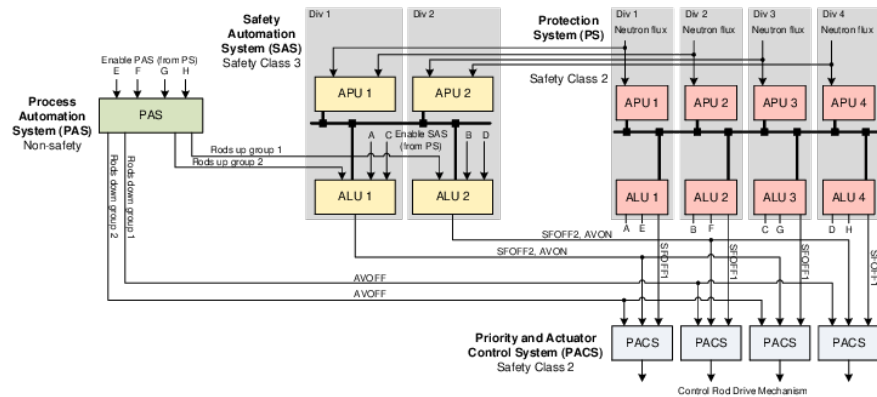 Safety Automation System (SAS)
Safety Class 3
Div 1
Div 2
Protection System (PS)
Safety Class 2
Div 1
Div 2
Div 3
Div 4
Neutron flux
Neutron flux
Neutron flux
Neutron flux
Enable PAS (from PS)
E
F
G
H
Process Automation System (PAS)
Non-safety
PAS
APU 1
APU 2
APU 1
APU 2
APU 3
APU 4
A
C
Enable SAS (from PS)
B
D
Rods up group 1
Rods up group 2
Rods down group 1
Rods down group 2
ALU 1
ALU 2
ALU 1
ALU 2
ALU 3
ALU 4
A
E
B
F
C
G
D
H
SFOFF2, AVON
SFOFF2, AVON
SFOFF1
SFOFF1
SFOFF1
SFOFF1
AVOFF
AVOFF
Priority and Actuator Control System (PACS)
Safety Class 2
PACS
PACS
PACS
PACS
Control Rod Drive Mechanism